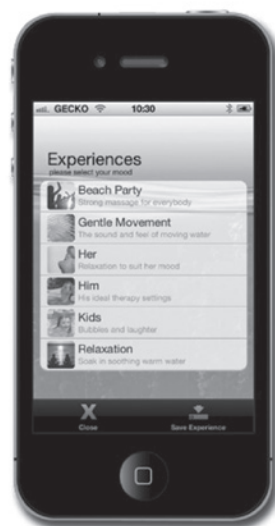 GECKO 10:30
Experiences
please select your mood
Beach Party
Strong massage for everybody
Gentle Movement
The sound and feel of moving water
Her
Relaxation to suit her mood
Him
His ideal therapy settings
Kids
Bubbles and laughter
Relaxation
Soak in soothing warm water
X
Close Save Experience